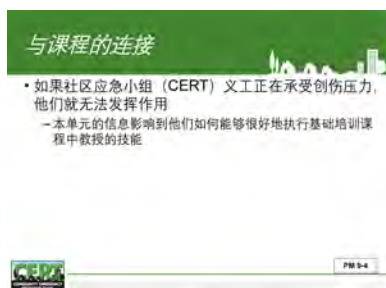 与课程的连接
• 如果社区应急小组（CERT）义工正在承受创伤压力，
他们就无法发挥作用
–本单元的信息影响到他们如何能够很好地执行基础培训课
程中教授的技能
CERT
PM 9-4